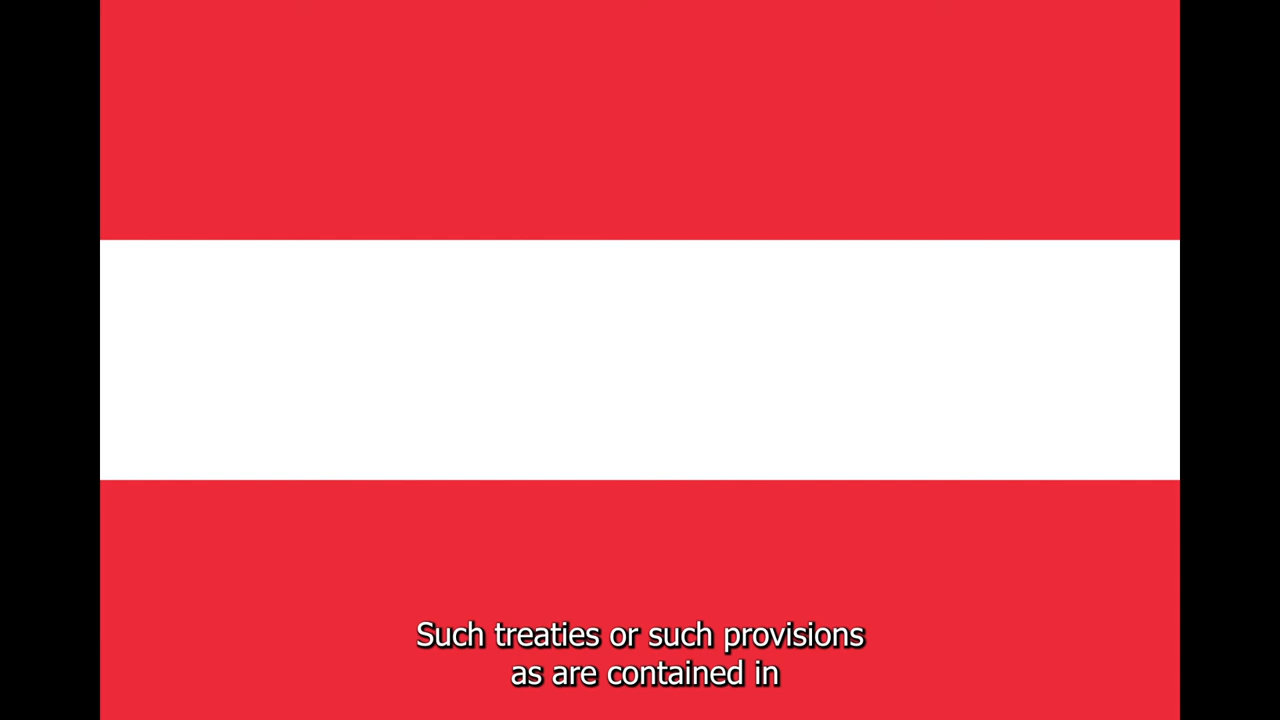 Such treaties or such provisions
as are contained in